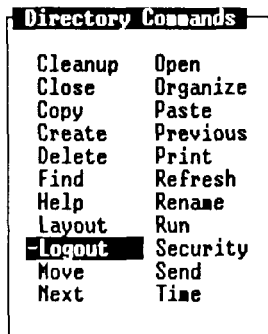 Directory Commands
Cleanup Open
Close Organize
Copy Paste
Create Previous
Delete Print
Find Refresh
Help Rename
Layout Run
-Logout Security
Move Send
Next Time